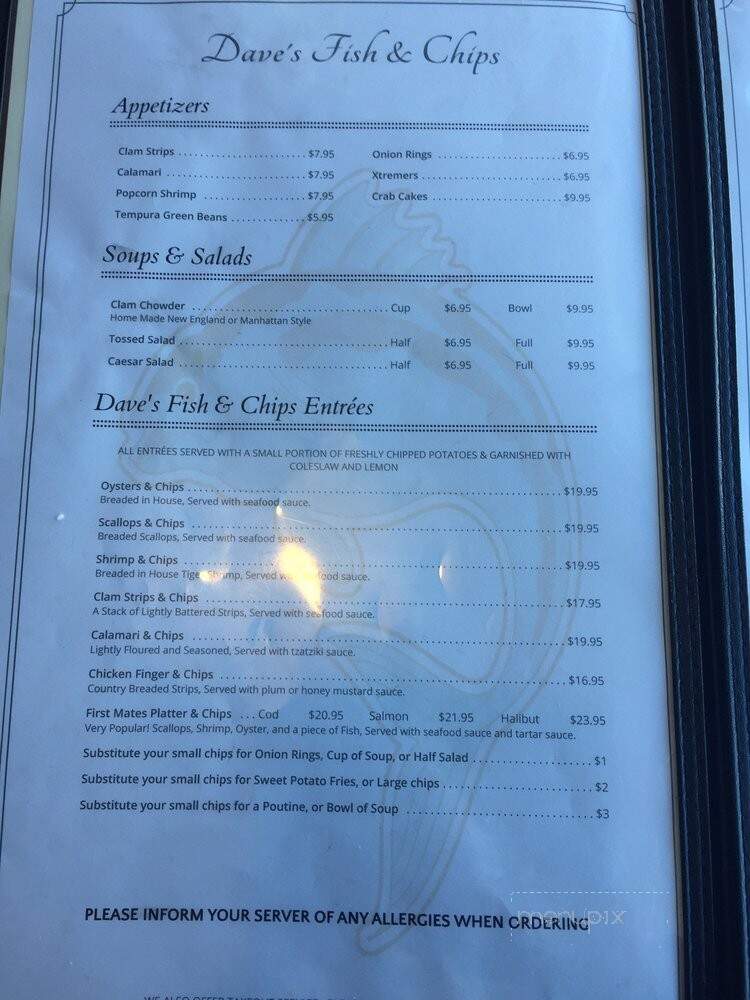 Dave's Fish & Chips
Appetizers
Clam Strips $7.95
Calamari $7.95
Popcorn Shrimp $7.95
Tempura Green Beans $5.95
Onion Rings $6.95
Xtremers $6.95
Crab Cakes $9.95
Soups & Salads
Clam Chowder Cup $6.95 Bowl $9.95
Home Made New England or Manhattan Style
Tossed Salad Half $6.95 Full $9.95
Caesar Salad Half $6.95 Full $9.95
Dave's Fish & Chips Entrées
ALL ENTRÉES SERVED WITH A SMALL PORTION OF FRESHLY CHIPPED POTATOES & GARNISHED WITH
COLESLAW AND LEMON
Oysters & Chips $19.95
Breaded in House, Served with seafood sauce.
Scallops & Chips $19.95
Breaded Scallops, Served with seafood sauce.
Shrimp & Chips $19.95
Breaded in House Tiger Shrimp, Served with seafood sauce.
Clam Strips & Chips $17.95
A Stack of Lightly Battered Strips, Served with seafood sauce.
Calamari & Chips $19.95
Lightly Floured and Seasoned, Served with tzatziki sauce.
Chicken Finger & Chips $16.95
Country Breaded Strips, Served with plum or honey mustard sauce.
First Mates Platter & Chips ... Cod $20.95 Salmon $21.95 Halibut $23.95
Very Popular! Scallops, Shrimp, Oyster, and a piece of Fish, Served with seafood sauce and tartar sauce.
Substitute your small chips for Onion Rings, Cup of Soup, or Half Salad $1
Substitute your small chips for Sweet Potato Fries, or Large chips $2
Substitute your small chips for a Poutine, or Bowl of Soup $3
PLEASE INFORM YOUR SERVER OF ANY ALLERGIES WHEN ORDERING
menupix